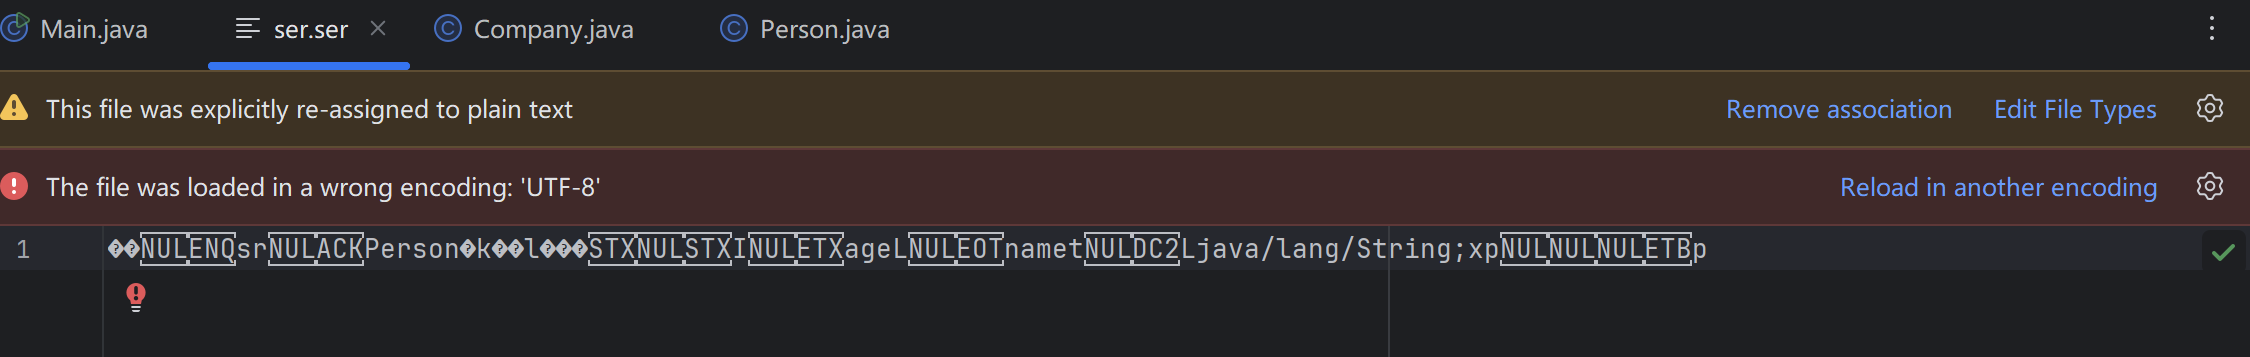 Main.java ser.ser Company.java Person.java
This file was explicitly re-assigned to plain text Remove association Edit File Types
The file was loaded in a wrong encoding: 'UTF-8' Reload in another encoding
1 ��NULENQsrNULACKPerson�k��l���STXNULSTXINULETXageLNULEOTnametNULDC2Ljava/lang/String;xpNULNULNULETBp